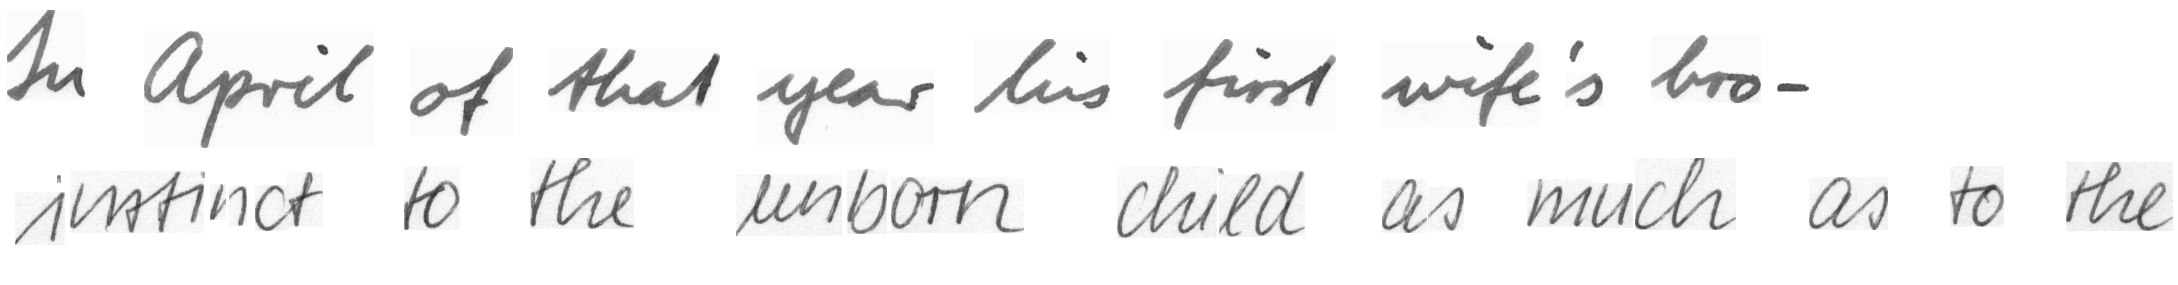 In April of that year his first wife's bro-
instinct to the unborn child as much as to the